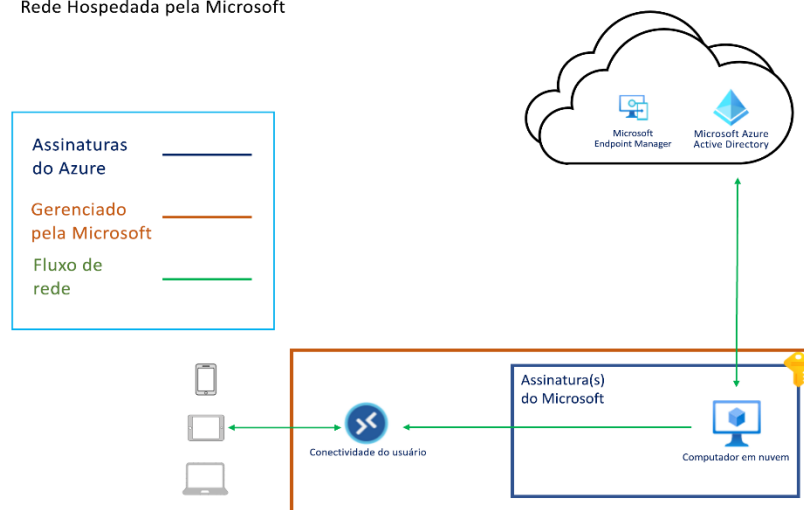 Rede Hospedada pela Microsoft
Microsoft
Endpoint Manager
Microsoft Azure
Active Directory
Assinaturas
do Azure
Gerenciado
pela Microsoft
Fluxo de
rede
Assinatura(s)
do Microsoft
Conectividade do usuário
Computador em nuvem